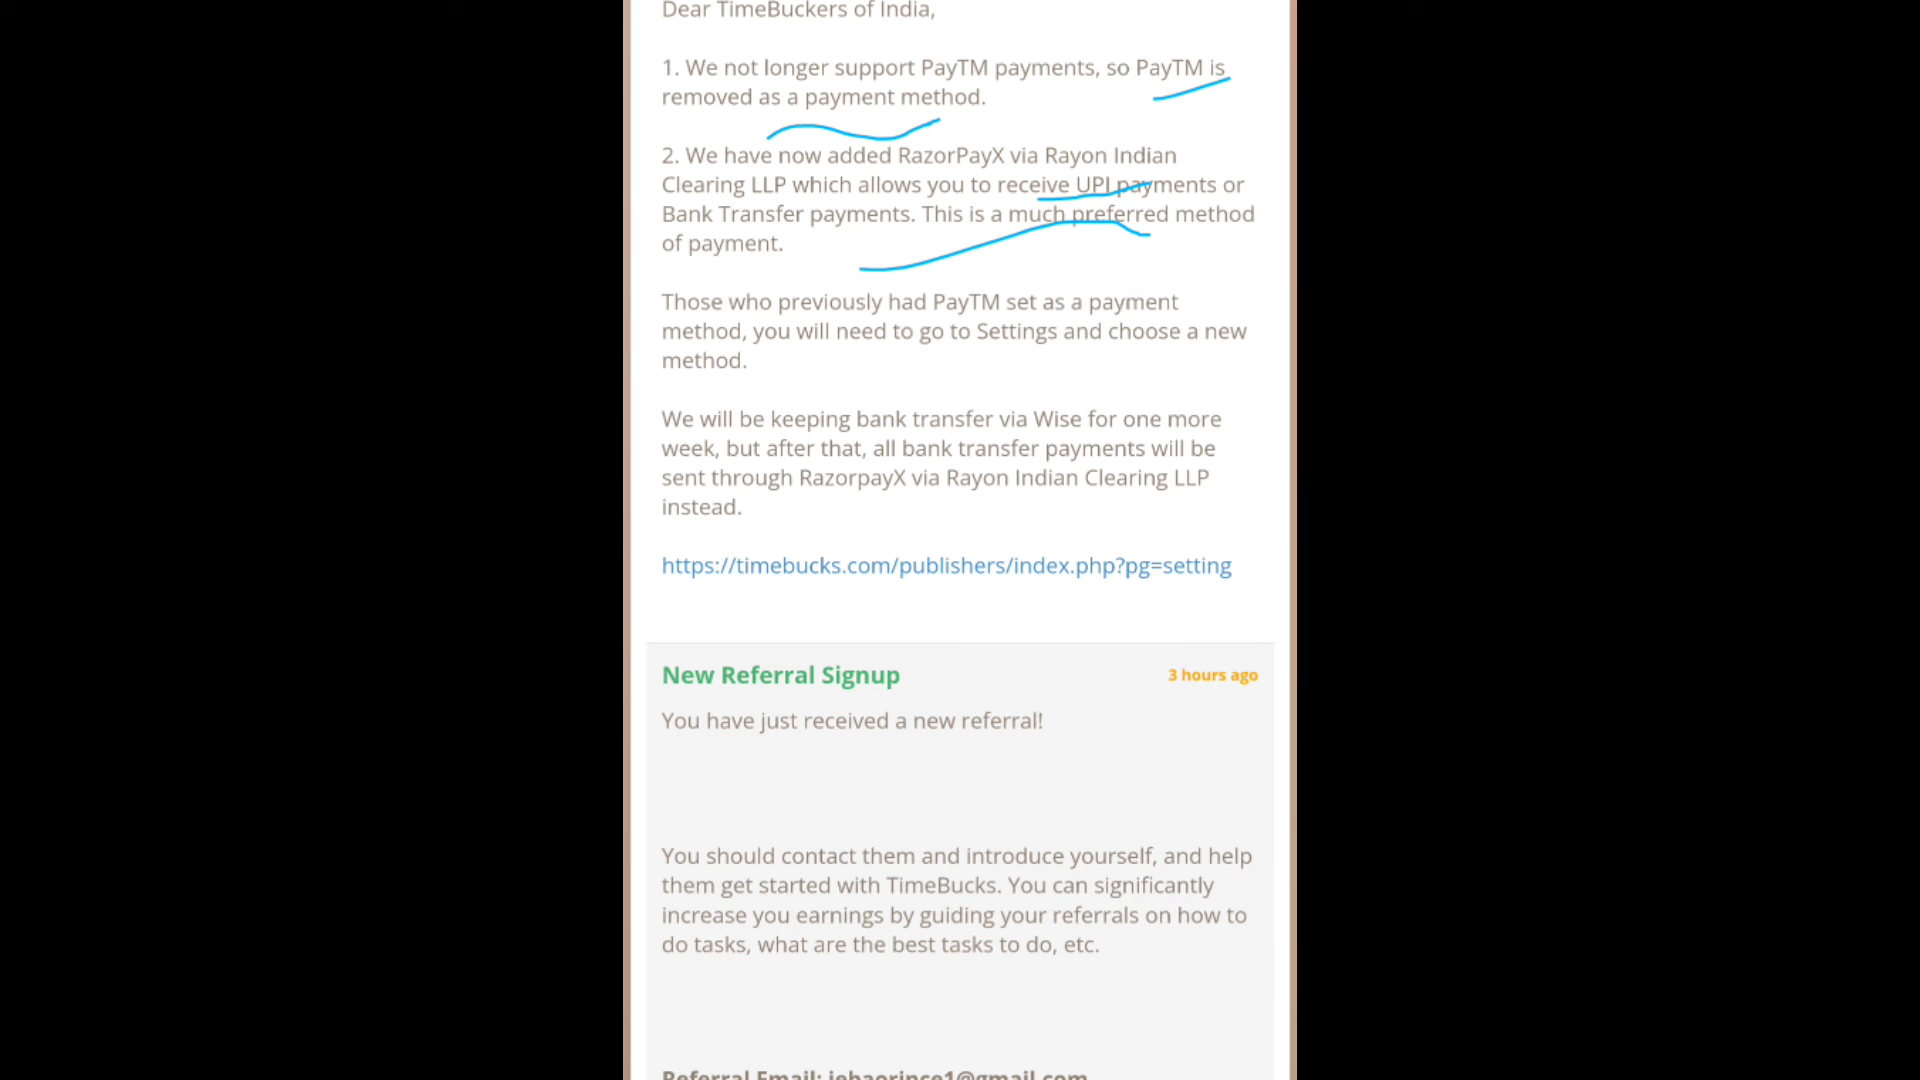 Dear TimeBuckers of India,
1. We not longer support PayTM payments, so PayTM is
removed as a payment method.
2. We have now added RazorPayX via Rayon Indian
Clearing LLP which allows you to receive UPI payments or
Bank Transfer payments. This is a much preferred method
of payment.
Those who previously had PayTM set as a payment
method, you will need to go to Settings and choose a new
method.
We will be keeping bank transfer via Wise for one more
week, but after that, all bank transfer payments will be
sent through RazorpayX via Rayon Indian Clearing LLP
instead.
https://timebucks.com/publishers/index.php?pg=setting
New Referral Signup
3 hours ago
You have just received a new referral!
You should contact them and introduce yourself, and help
them get started with TimeBucks. You can significantly
increase you earnings by guiding your referrals on how to
do tasks, what are the best tasks to do, etc.
Referral Email: